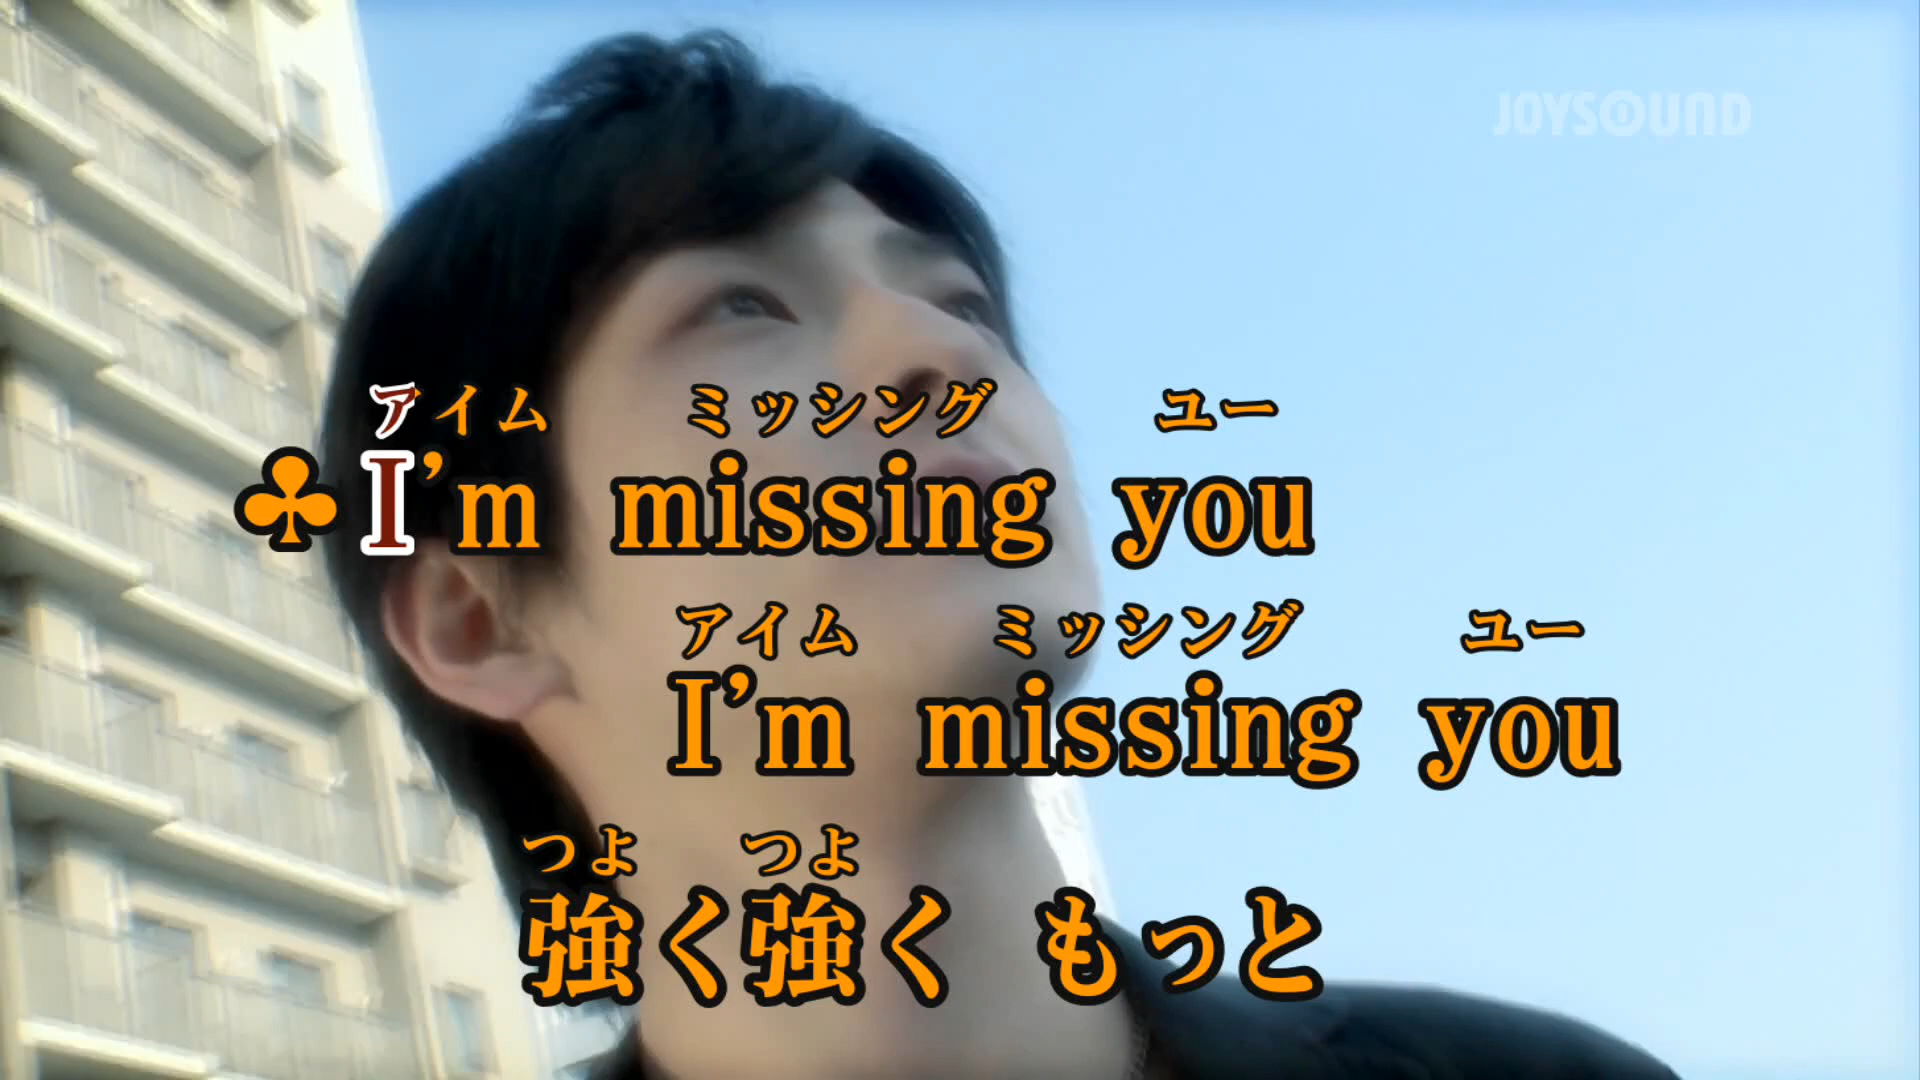 JOYSOUND
アイム ミッシング ユー
♣I'm missing you
アイム ミッシング ユー
I'm missing you
つよ つよ
強く強く もっと